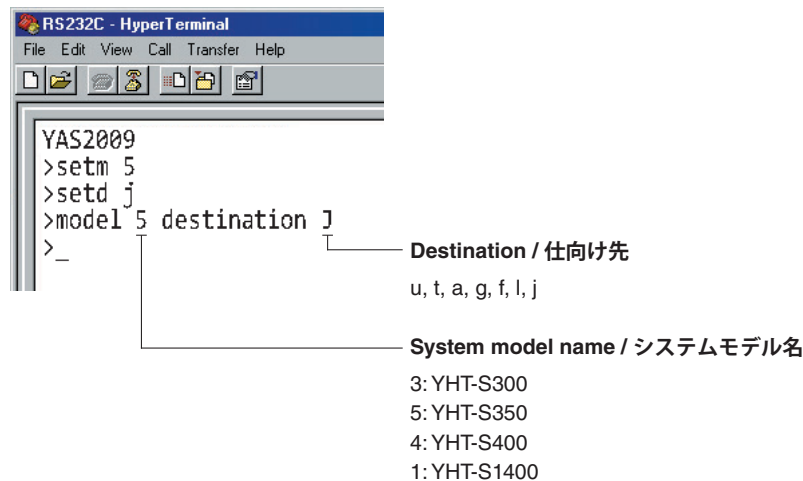 RS232C - HyperTerminal
File Edit View Call Transfer Help
YAS2009
>setm 5
>setd j
>model 5 destination J
>_
Destination / 仕向け先
u, t, a, g, f, l, j
System model name / システムモデル名
3: YHT-S300
5: YHT-S350
4: YHT-S400
1: YHT-S1400